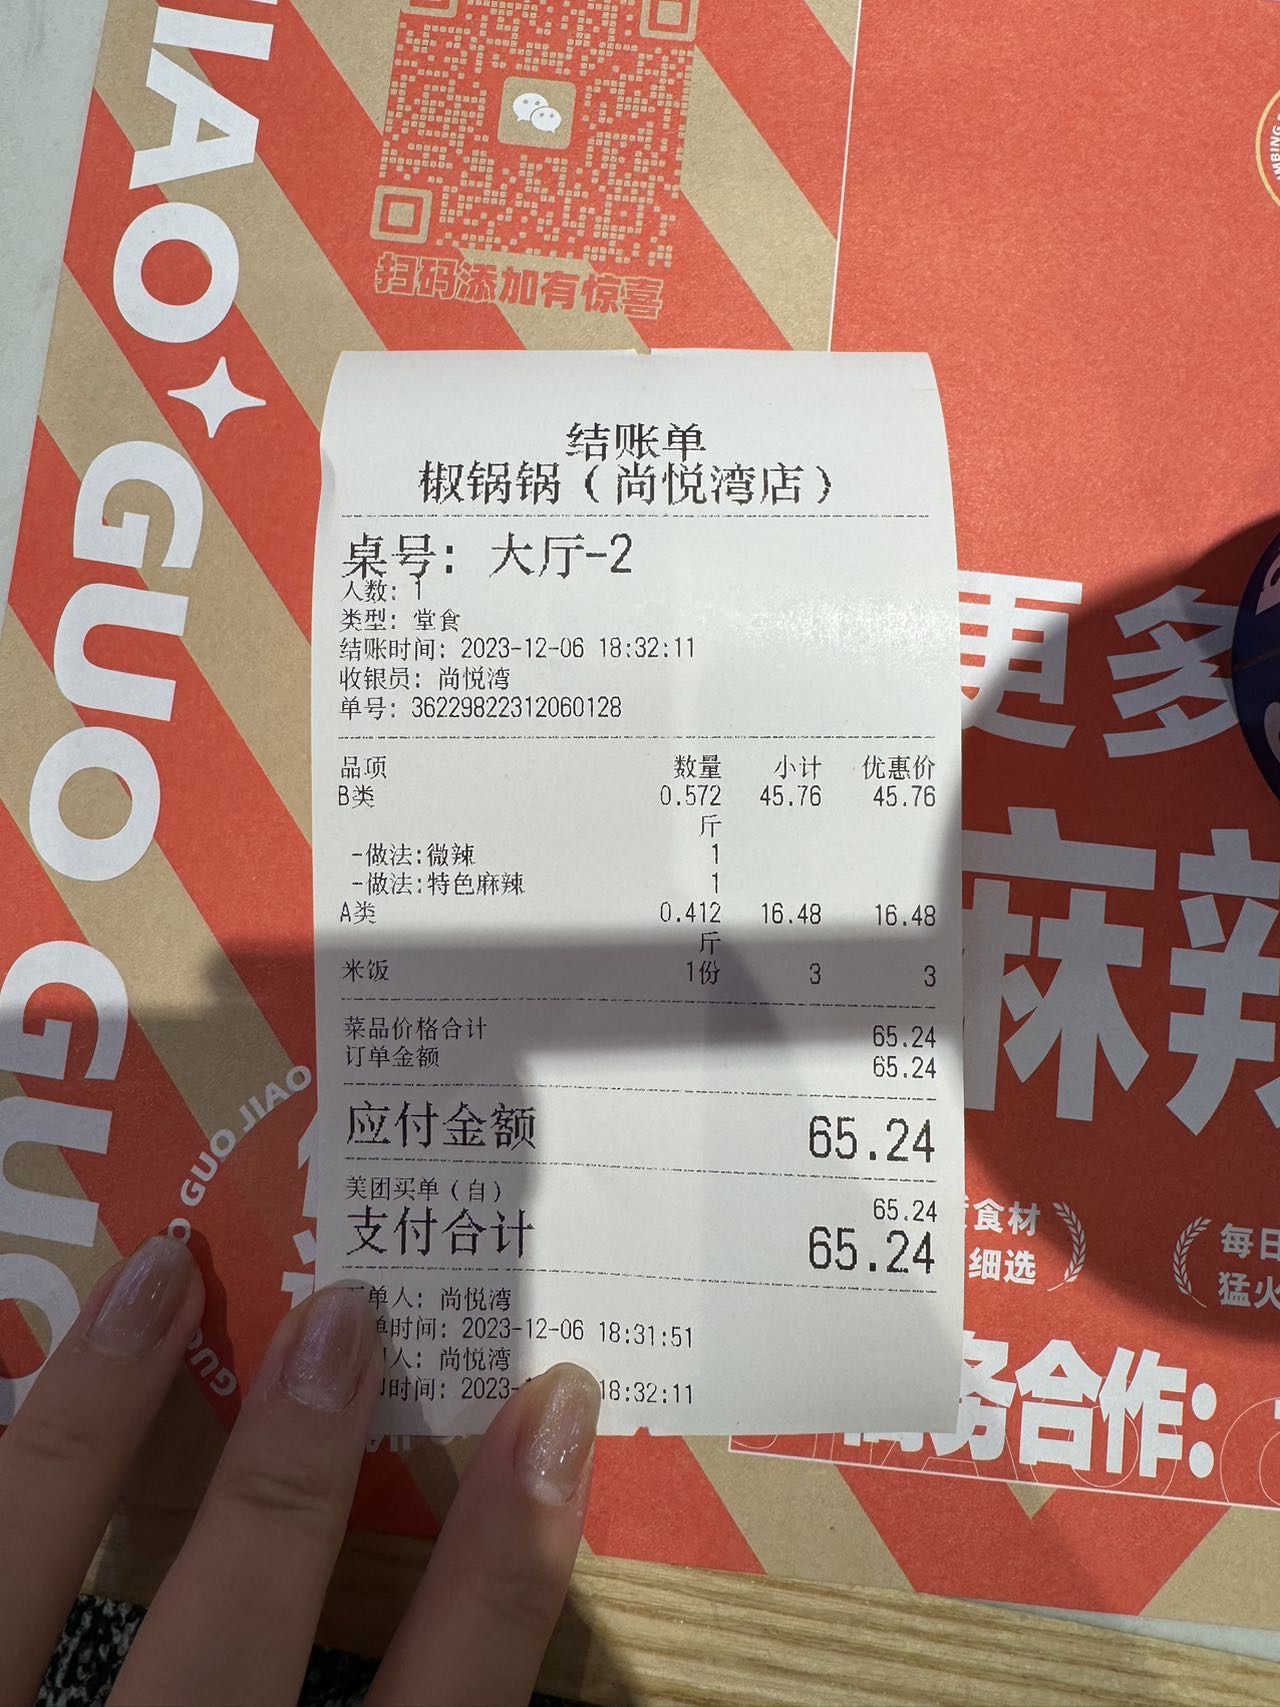 JIAO
GUO
GUO
扫码添加有惊喜
结账单
椒锅锅（尚悦湾店）
桌号： 大厅-2
人数： 1
类型： 堂食
结账时间： 2023-12-06 18:32:11
收银员： 尚悦湾
单号： 36229822312060128
品项 数量 小计 优惠价
B类 0.572 45.76 45.76
斤
-做法:微辣 1
-做法:特色麻辣 1
A类 0.412 16.48 16.48
斤
米饭 1份 3 3
菜品价格合计 65.24
订单金额 65.24
应付金额 65.24
美团买单（自） 65.24
支付合计 65.24
单人： 尚悦湾
单时间： 2023-12-06 18:31:51
人： 尚悦湾
时间： 2023- 18:32:11
更多
麻辣
食材
细选
每日
猛火
商务合作：
GUO JIAO
GUO